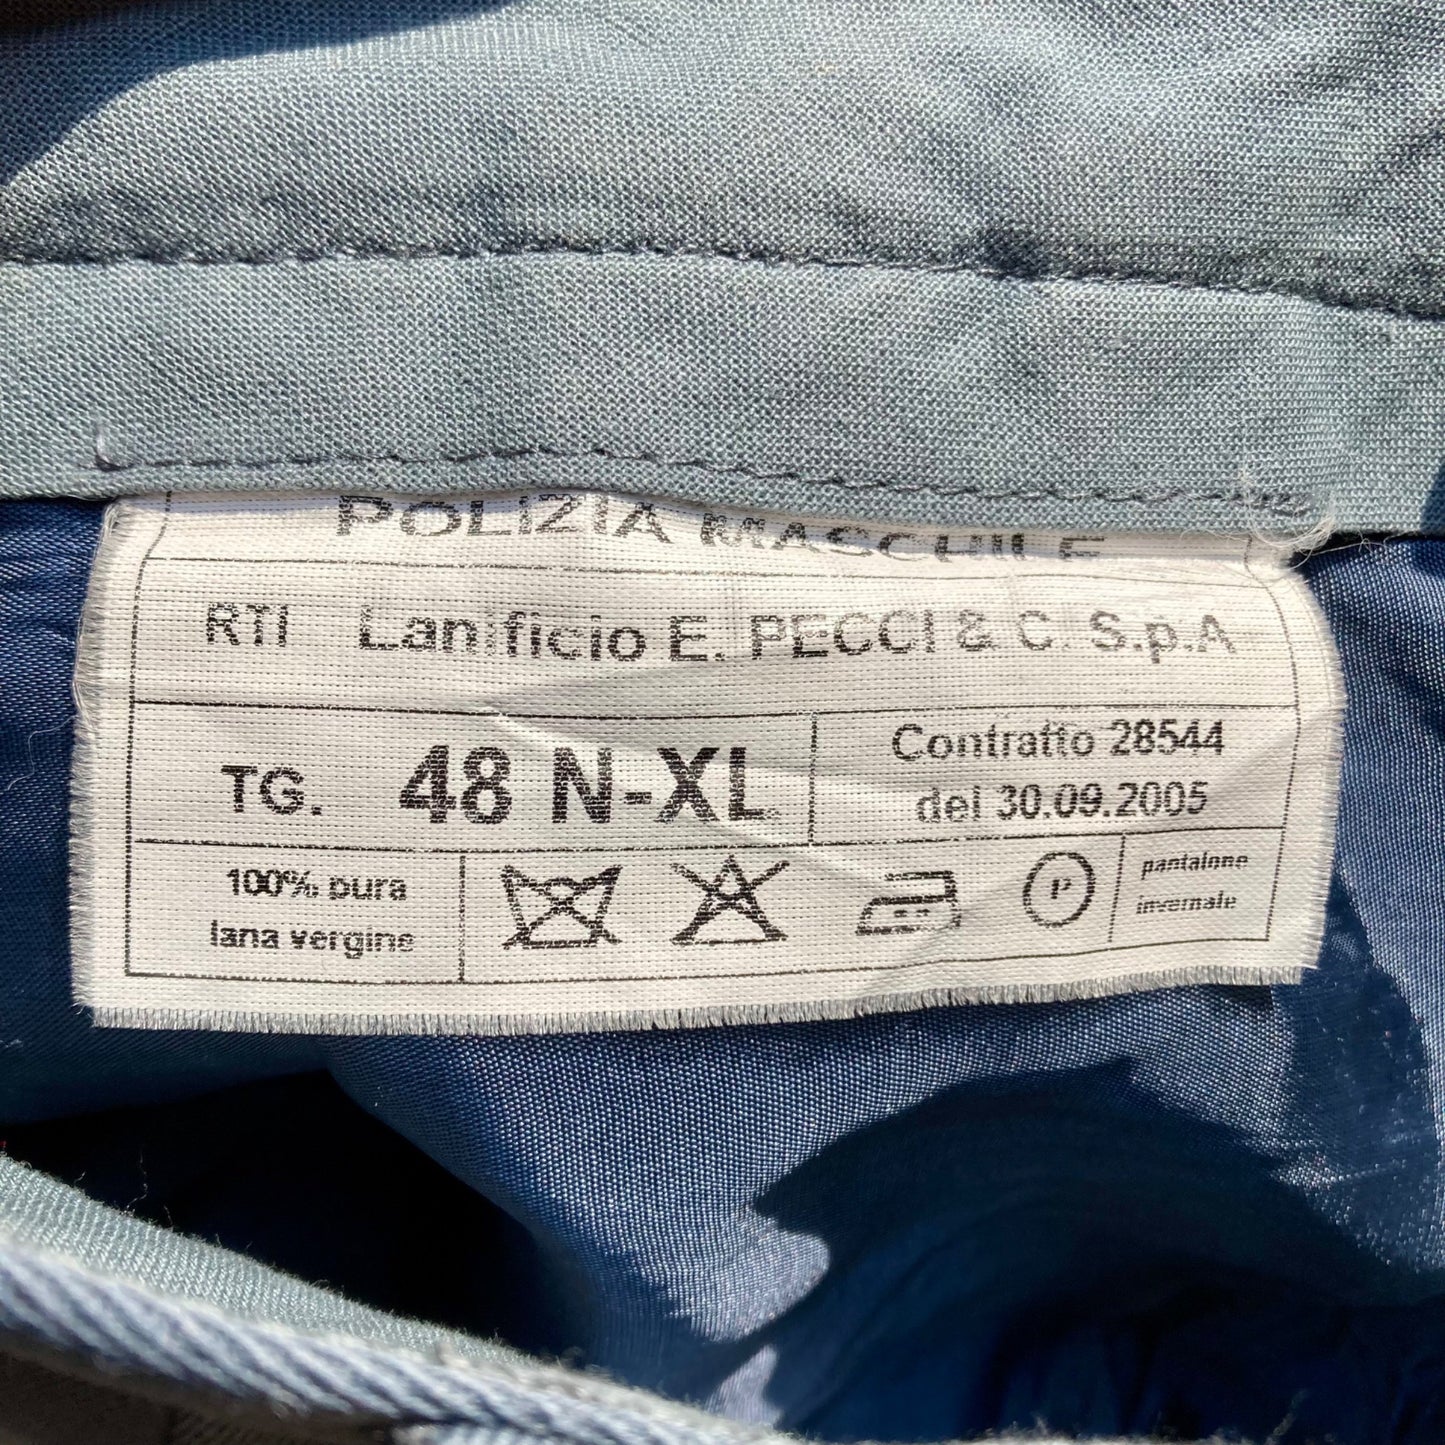 POLIZIA MASCHILE
RTI Lanificio E. PECCI & C. S.p.A
TG. 48 N-XL
Contratto 28544
del 30.09.2005
100% pura
lana vergine
P
pantalone
invernale